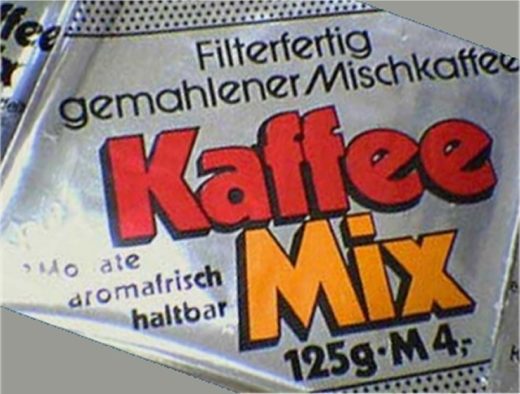 Filterfertig
gemahlener Mischkaffee
Kaffee
Mix
aromafrisch
haltbar
125g·M 4,-